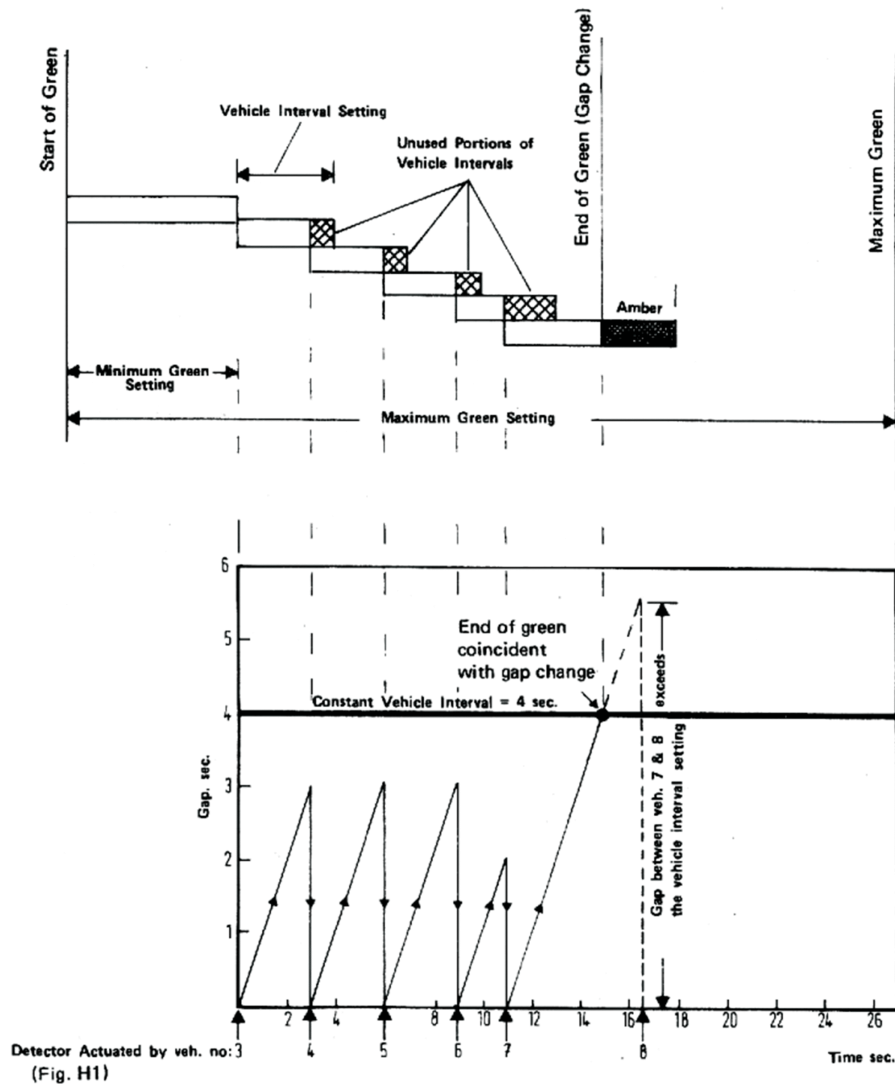 Start of Green
Vehicle Interval Setting
Unused Portions of
Vehicle Intervals
End of Green (Gap Change)
Maximum Green
Amber
Minimum Green
Setting
Maximum Green Setting
6
5
4
3
2
1
Gap. sec.
End of green
coincident
with gap change
Constant Vehicle Interval = 4 sec.
Gap between veh. 7 & 8 exceeds
the vehicle interval setting
2 4 8 10 12 14 16 18 20 22 24 26
Detector Actuated by veh. no: 3 4 5 6 7 8 Time sec.
(Fig. H1)